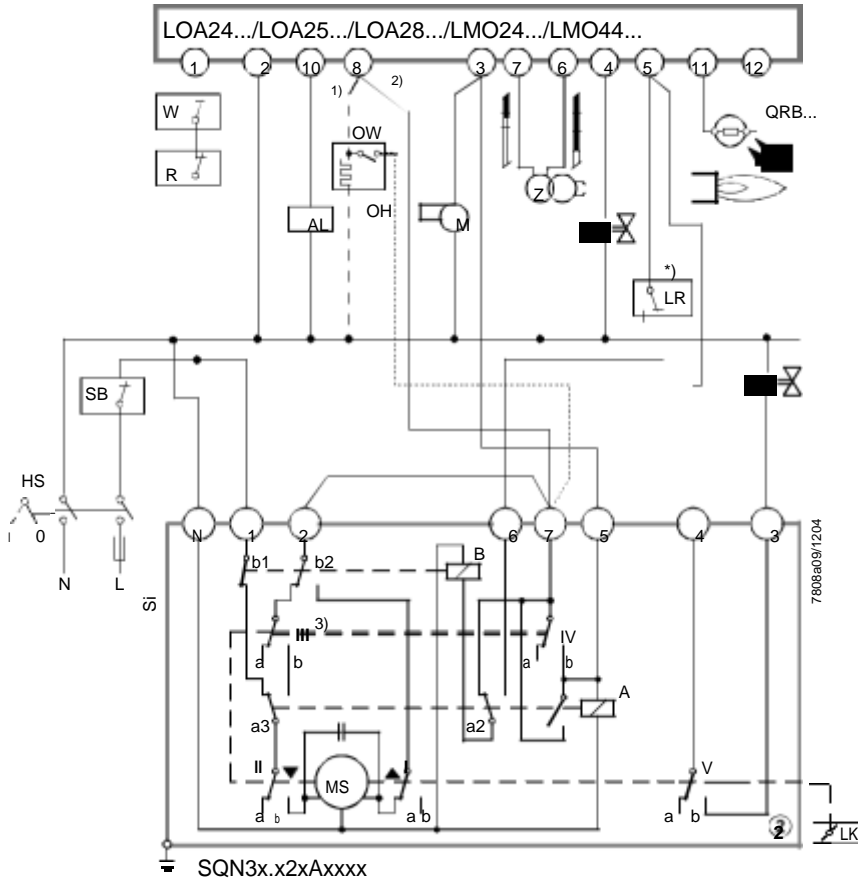 LOA24.../LOA25.../LOA28.../LMO24.../LMO44...
1 2 10 8 3 7 6 4 5 11 12
1) 2)
W
OW
QRB...
R
Z
OH
AL
M
*)
LR
SB
HS
I 0
N 1 2 6 7 5 4 3
N L
b1 b2 B
7808a09/1204
Si
III 3) IV
a b a b
A
a3 a2
II I V
MS
a b a b a b
2
LK
SQN3x.x2xAxxxx